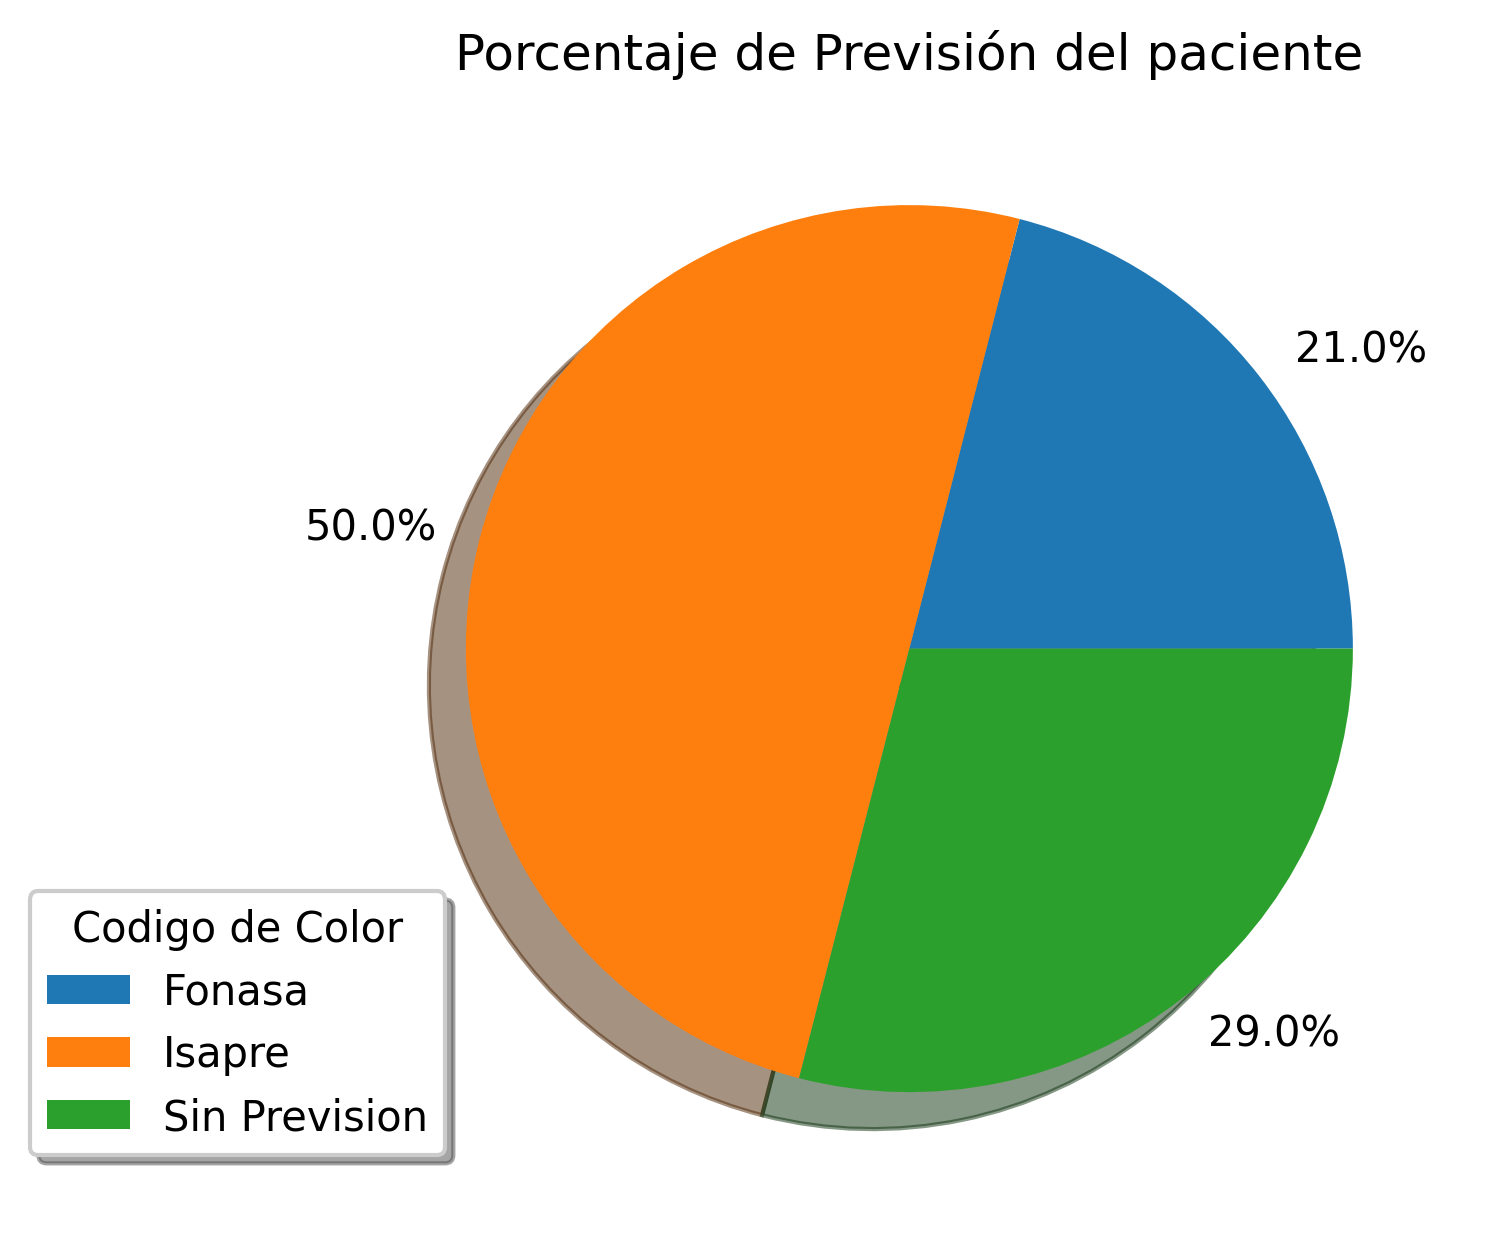 Porcentaje de Previsión del paciente
21.0%
50.0%
29.0%
Codigo de Color
Fonasa
Isapre
Sin Prevision